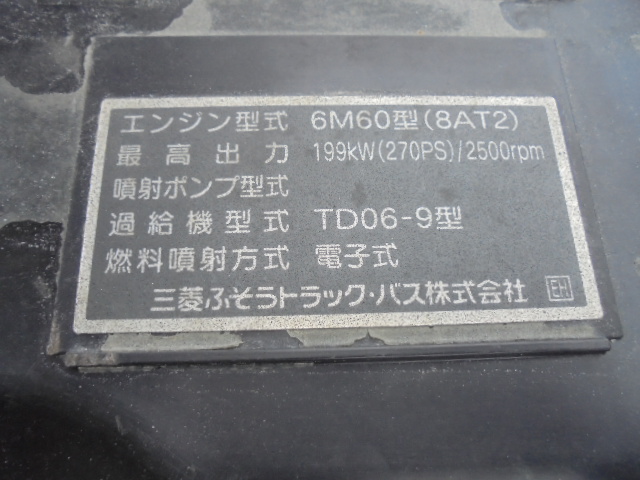 エンジン型式 6M60型(8AT2)
最高出力 199kW(270PS)/2500rpm
噴射ポンプ型式
過給機型式 TD06-9型
燃料噴射方式 電子式
三菱ふそうトラック・バス株式会社 EH